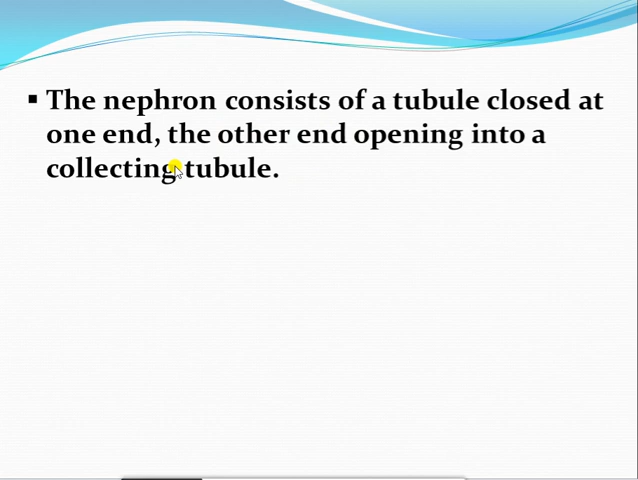 ▪ The nephron consists of a tubule closed at
one end, the other end opening into a
collecting tubule.